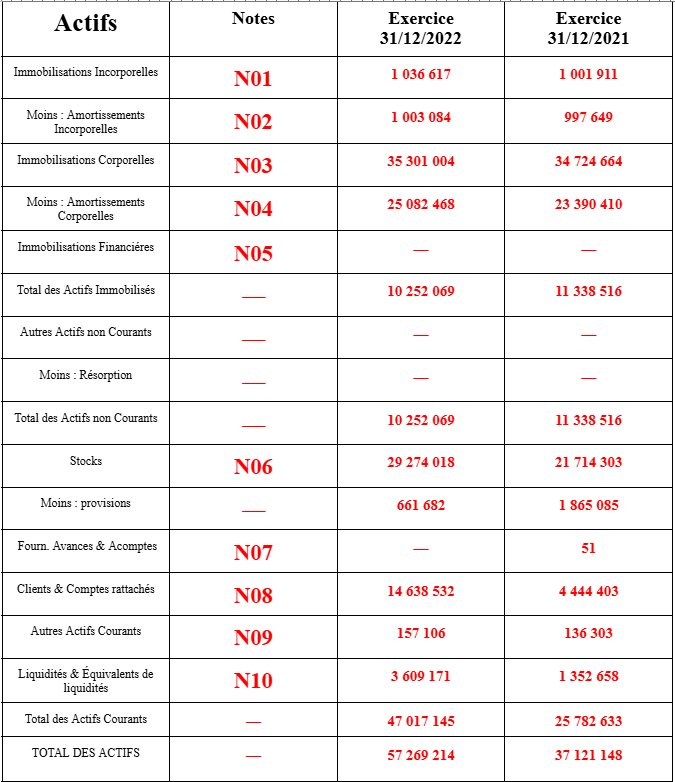 Actifs Notes Exercice 31/12/2022 Exercice 31/12/2021
Immobilisations Incorporelles N01 1 036 617 1 001 911
Moins : Amortissements Incorporelles N02 1 003 084 997 649
Immobilisations Corporelles N03 35 301 004 34 724 664
Moins : Amortissements Corporelles N04 25 082 468 23 390 410
Immobilisations Financiéres N05 — —
Total des Actifs Immobilisés — 10 252 069 11 338 516
Autres Actifs non Courants — — —
Moins : Résorption — — —
Total des Actifs non Courants — 10 252 069 11 338 516
Stocks N06 29 274 018 21 714 303
Moins : provisions — 661 682 1 865 085
Fourn. Avances & Acomptes N07 — 51
Clients & Comptes rattachés N08 14 638 532 4 444 403
Autres Actifs Courants N09 157 106 136 303
Liquidités & Équivalents de liquidités N10 3 609 171 1 352 658
Total des Actifs Courants — 47 017 145 25 782 633
TOTAL DES ACTIFS — 57 269 214 37 121 148